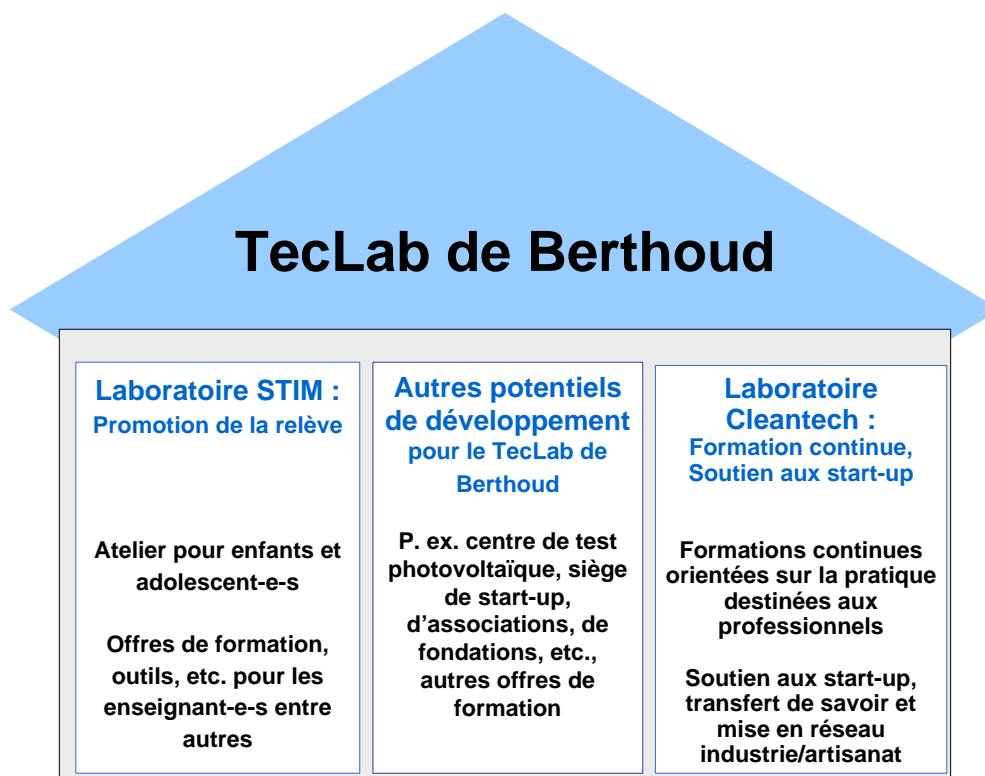 TecLab de Berthoud
Laboratoire STIM :
Promotion de la relève
Atelier pour enfants et
adolescent-e-s
Offres de formation,
outils, etc. pour les
enseignant-e-s entre
autres
Autres potentiels
de développement
pour le TecLab de
Berthoud
P. ex. centre de test
photovoltaïque, siège
de start-up,
d’associations, de
fondations, etc.,
autres offres de
formation
Laboratoire
Cleantech :
Formation continue,
Soutien aux start-up
Formations continues
orientées sur la pratique
destinées aux
professionnels
Soutien aux start-up,
transfert de savoir et
mise en réseau
industrie/artisanat